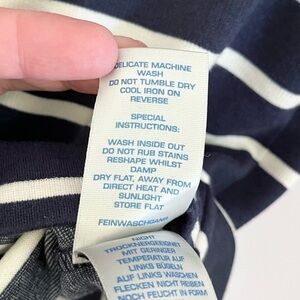 DELICATE MACHINE
WASH
DO NOT TUMBLE DRY
COOL IRON ON
REVERSE
SPECIAL
INSTRUCTIONS:
WASH INSIDE OUT
DO NOT RUB STAINS
RESHAPE WHILST
DAMP
DRY FLAT, AWAY FROM
DIRECT HEAT AND
SUNLIGHT
STORE FLAT
FEINWASCHGANG
NICHT
TROCKNERGEEIGNET
MIT GERINGER
TEMPERATUR AUF
LINKS BÜGELN
AUF LINKS WASCHEN
FLECKEN NICHT REIBEN
NOCH FEUCHT IN FORM